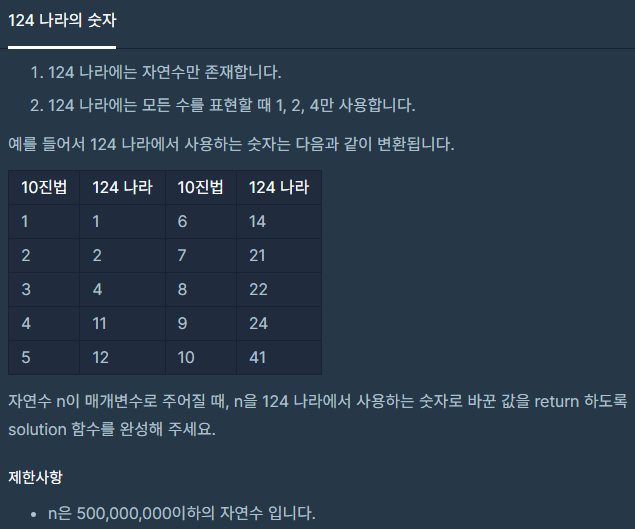 124 나라의 숫자
1. 124 나라에는 자연수만 존재합니다.
2. 124 나라에는 모든 수를 표현할 때 1, 2, 4만 사용합니다.
예를 들어서 124 나라에서 사용하는 숫자는 다음과 같이 변환됩니다.
10진법 124 나라 10진법 124 나라
1 1 6 14
2 2 7 21
3 4 8 22
4 11 9 24
5 12 10 41
자연수 n이 매개변수로 주어질 때, n을 124 나라에서 사용하는 숫자로 바꾼 값을 return 하도록
solution 함수를 완성해 주세요.
제한사항
• n은 500,000,000이하의 자연수 입니다.